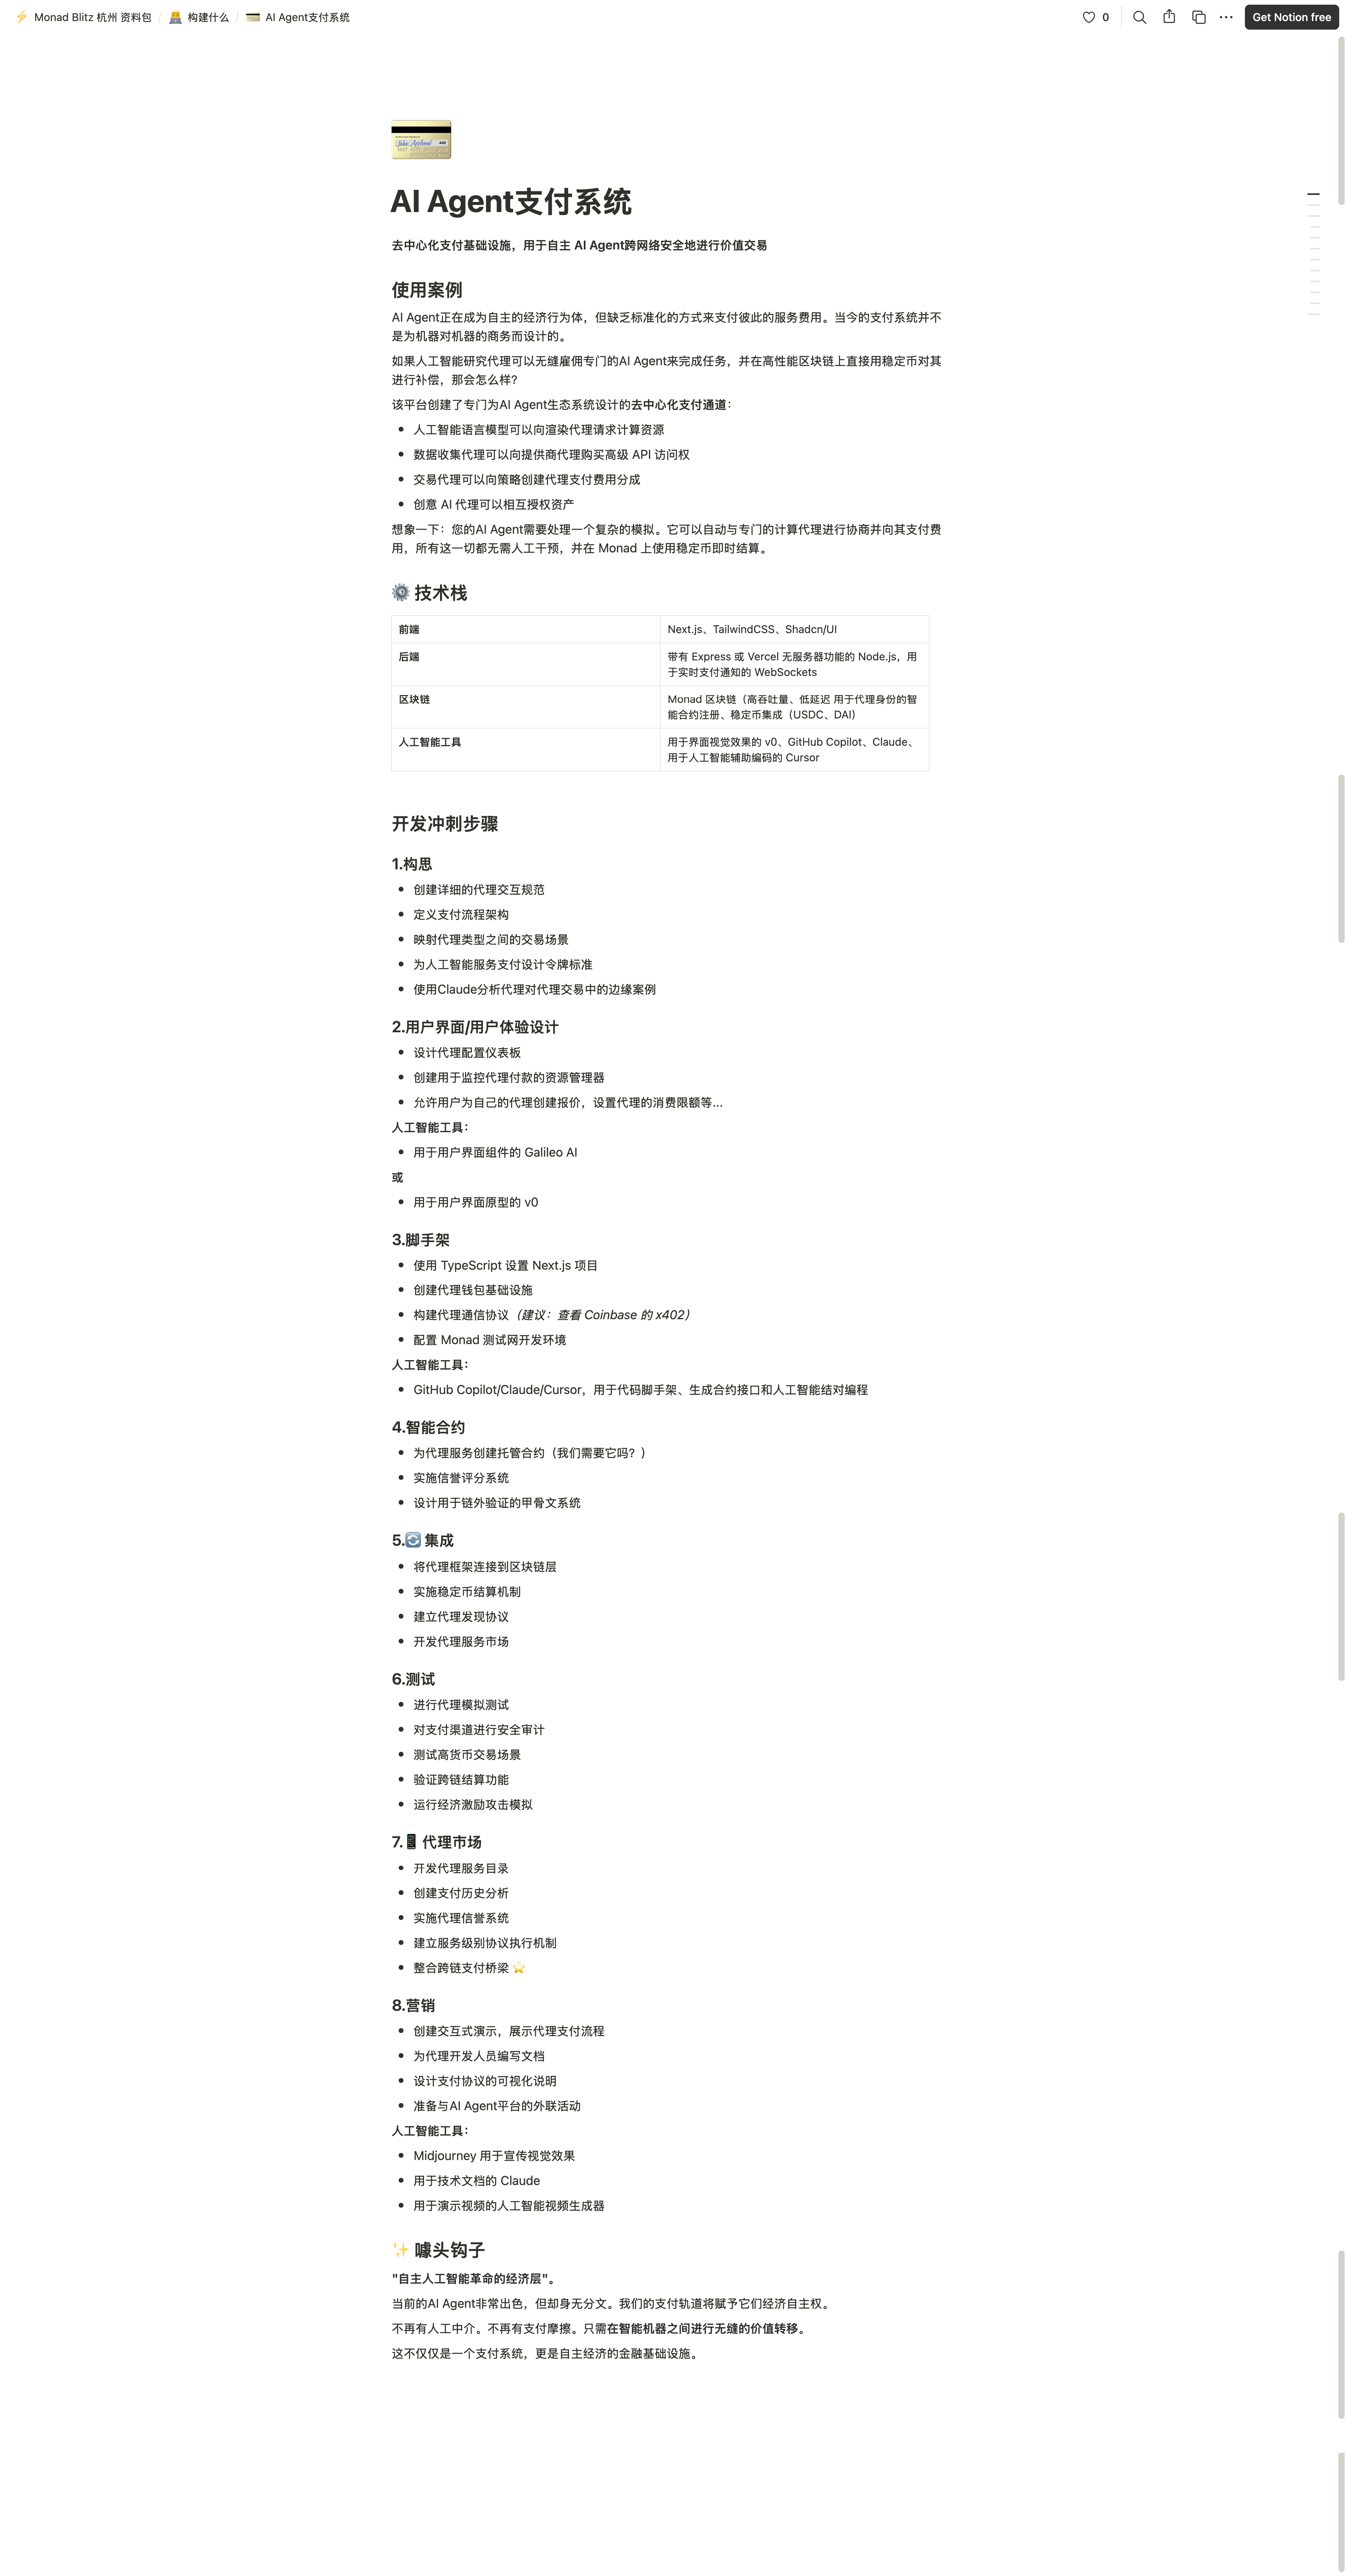 ⚡ Monad Blitz 杭州 资料包 / 🧑‍💻 构建什么 / 💳 AI Agent支付系统
0
Get Notion free
AI Agent支付系统
去中心化支付基础设施，用于自主 AI Agent跨网络安全地进行价值交易
使用案例
AI Agent正在成为自主的经济行为体，但缺乏标准化的方式来支付彼此的服务费用。当今的支付系统并不
是为机器对机器的商务而设计的。
如果人工智能研究代理可以无缝雇佣专门的AI Agent来完成任务，并在高性能区块链上直接用稳定币对其
进行补偿，那会怎么样?
该平台创建了专门为AI Agent生态系统设计的去中心化支付通道：
• 人工智能语言模型可以向渲染代理请求计算资源
• 数据收集代理可以向提供商代理购买高级 API 访问权
• 交易代理可以向策略创建代理支付费用分成
• 创意 AI 代理可以相互授权资产
想象一下：您的AI Agent需要处理一个复杂的模拟。它可以自动与专门的计算代理进行协商并向其支付费
用，所有这一切都无需人工干预，并在 Monad 上使用稳定币即时结算。
⚙️ 技术栈
前端
Next.js、TailwindCSS、Shadcn/UI
后端
带有 Express 或 Vercel 无服务器功能的 Node.js，用
于实时支付通知的 WebSockets
区块链
Monad 区块链（高吞吐量、低延迟 用于代理身份的智
能合约注册、稳定币集成（USDC、DAI）
人工智能工具
用于界面视觉效果的 v0、GitHub Copilot、Claude、
用于人工智能辅助编码的 Cursor
开发冲刺步骤
1.构思
• 创建详细的代理交互规范
• 定义支付流程架构
• 映射代理类型之间的交易场景
• 为人工智能服务支付设计令牌标准
• 使用Claude分析代理对代理交易中的边缘案例
2.用户界面/用户体验设计
• 设计代理配置仪表板
• 创建用于监控代理付款的资源管理器
• 允许用户为自己的代理创建报价，设置代理的消费限额等...
人工智能工具：
• 用于用户界面组件的 Galileo AI
或
• 用于用户界面原型的 v0
3.脚手架
• 使用 TypeScript 设置 Next.js 项目
• 创建代理钱包基础设施
• 构建代理通信协议（建议：查看 Coinbase 的 x402）
• 配置 Monad 测试网开发环境
人工智能工具：
• GitHub Copilot/Claude/Cursor，用于代码脚手架、生成合约接口和人工智能结对编程
4.智能合约
• 为代理服务创建托管合约（我们需要它吗？）
• 实施信誉评分系统
• 设计用于链外验证的甲骨文系统
5.🔄 集成
• 将代理框架连接到区块链层
• 实施稳定币结算机制
• 建立代理发现协议
• 开发代理服务市场
6.测试
• 进行代理模拟测试
• 对支付渠道进行安全审计
• 测试高货币交易场景
• 验证跨链结算功能
• 运行经济激励攻击模拟
7.📱 代理市场
• 开发代理服务目录
• 创建支付历史分析
• 实施代理信誉系统
• 建立服务级别协议执行机制
• 整合跨链支付桥梁 ⭐
8.营销
• 创建交互式演示，展示代理支付流程
• 为代理开发人员编写文档
• 设计支付协议的可视化说明
• 准备与AI Agent平台的外联活动
人工智能工具：
• Midjourney 用于宣传视觉效果
• 用于技术文档的 Claude
• 用于演示视频的人工智能视频生成器
✨ 噱头钩子
"自主人工智能革命的经济层"。
当前的AI Agent非常出色，但却身无分文。我们的支付轨道将赋予它们经济自主权。
不再有人工中介。不再有支付摩擦。只需在智能机器之间进行无缝的价值转移。
这不仅仅是一个支付系统，更是自主经济的金融基础设施。